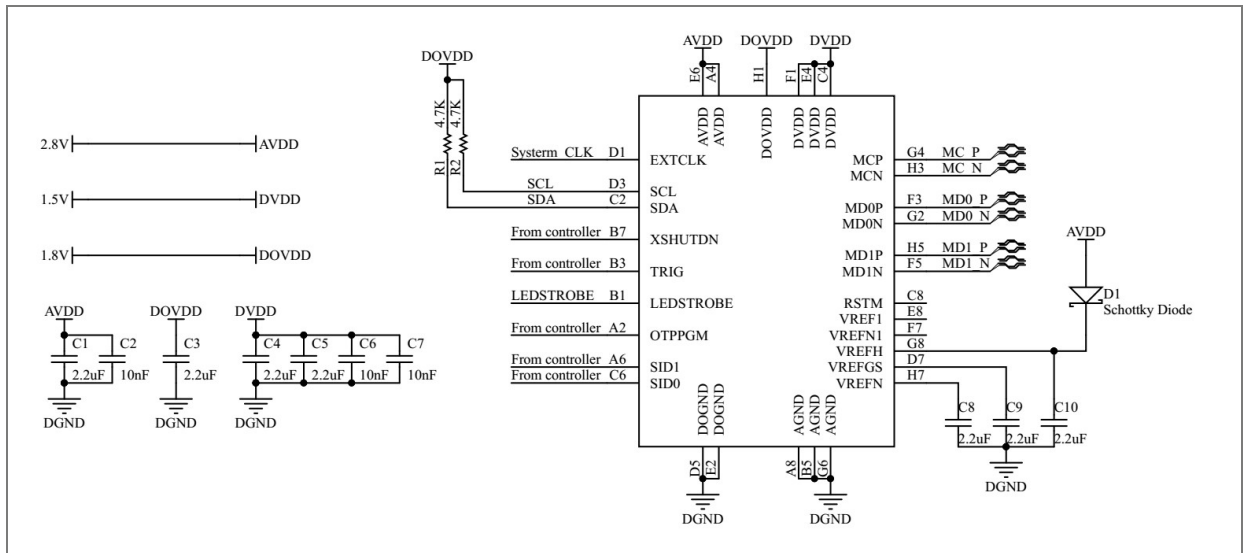 AVDD DOVDD DVDD
DOVDD
E6 A4 H1 F1 E4 C4
4.7K 4.7K
AVDD AVDD DOVDD DVDD DVDD DVDD
2.8V AVDD
R1 R2
Systerm_CLK D1 EXTCLK
MCP G4 MC_P
MCN H3 MC_N
SCL D3 SCL
1.5V DVDD
SDA C2 SDA
MD0P F3 MD0_P
MD0N G2 MD0_N
From controller B7 XSHUTDN
AVDD
1.8V DOVDD
MD1P H5 MD1_P
MD1N F5 MD1_N
From controller B3 TRIG
D1
Schottky Diode
LEDSTROBE B1 LEDSTROBE
RSTM C8
VREF1 E8
AVDD DOVDD DVDD
From controller A2 OTPPGM
VREFN1 F7
VREFH G8
C1 C2 C3 C4 C5 C6 C7
2.2uF 10nF 2.2uF 2.2uF 2.2uF 10nF 10nF
From controller A6 SID1
VREFGS D7
From controller C6 SID0
VREFN H7
DGND DGND DGND
DOGND DOGND AGND AGND AGND
C8 C9 C10
2.2uF 2.2uF 2.2uF
D5 E2 A8 B5 G6
DGND
DGND DGND